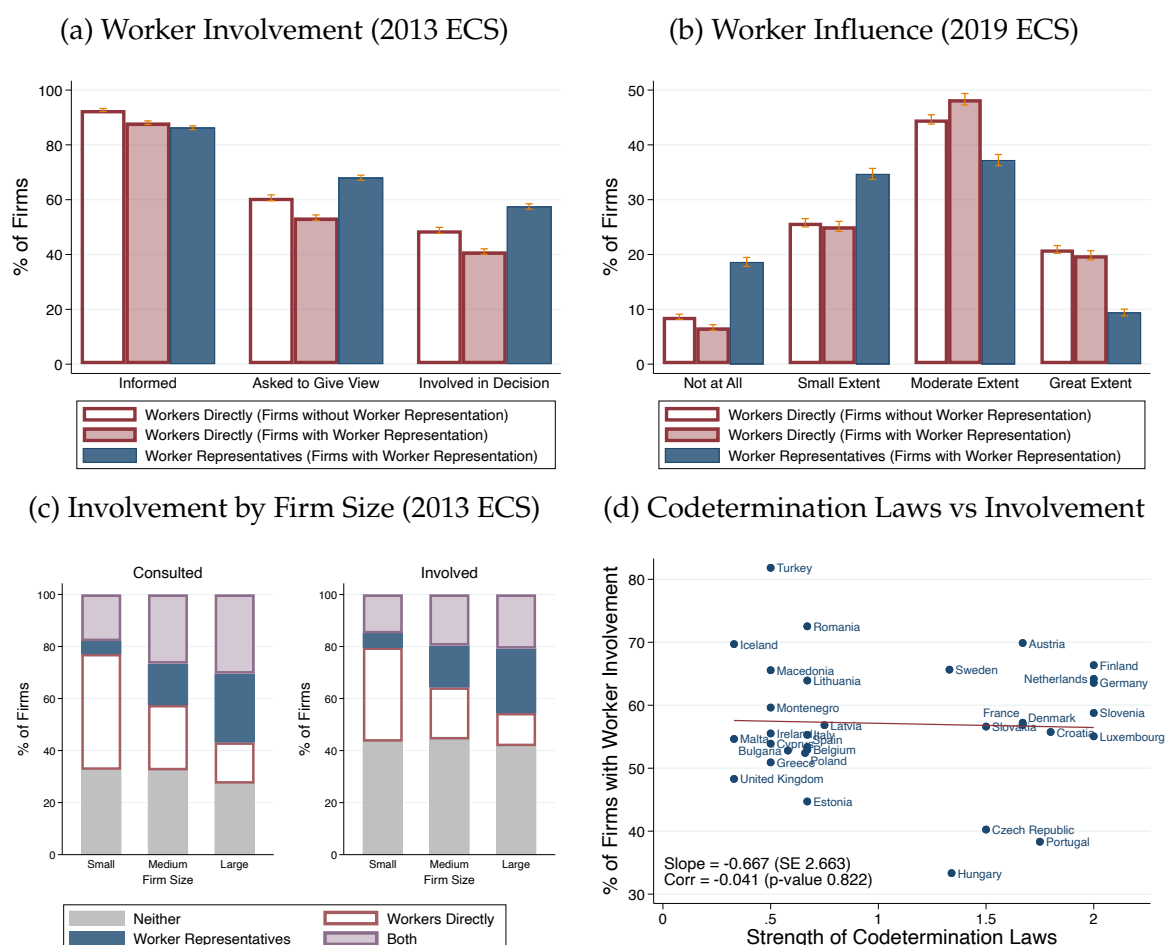 (a) Worker Involvement (2013 ECS)
% of Firms
100
80
60
40
20
0
Informed
Asked to Give View
Involved in Decision
Workers Directly (Firms without Worker Representation)
Workers Directly (Firms with Worker Representation)
Worker Representatives (Firms with Worker Representation)
(b) Worker Influence (2019 ECS)
% of Firms
50
40
30
20
10
0
Not at All
Small Extent
Moderate Extent
Great Extent
Workers Directly (Firms without Worker Representation)
Workers Directly (Firms with Worker Representation)
Worker Representatives (Firms with Worker Representation)
(c) Involvement by Firm Size (2013 ECS)
Consulted
% of Firms
100
80
60
40
20
0
Small
Medium
Large
Firm Size
Involved
% of Firms
100
80
60
40
20
0
Small
Medium
Large
Firm Size
Neither
Workers Directly
Worker Representatives
Both
(d) Codetermination Laws vs Involvement
% of Firms with Worker Involvement
80
70
60
50
40
30
Turkey
Romania
Iceland
Austria
Macedonia
Sweden
Finland
Lithuania
Netherlands
Germany
Montenegro
France
Denmark
Slovenia
Latvia
Slovakia
Croatia
Luxembourg
Malta
Ireland
Italy
Cyprus
Spain
Bulgaria
Belgium
Greece
Poland
United Kingdom
Estonia
Czech Republic
Portugal
Hungary
Slope = -0.667 (SE 2.663)
Corr = -0.041 (p-value 0.822)
0
.5
1
1.5
2
Strength of Codetermination Laws